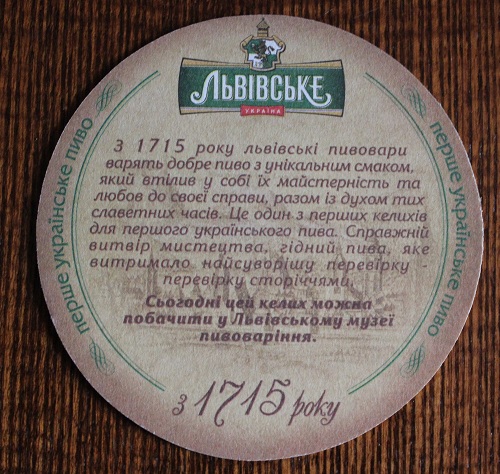 ЛЬВІВСЬКЕ
УКРАЇНА
перше українське пиво
перше українське пиво
З 1715 року львівські пивовари
варять добре пиво з унікальним смаком,
який втілив у собі їх майстерність та
любов до своєї справи, разом із духом тих
славетних часів. Це один з перших келихів
для першого українського пива. Справжній
витвір мистецтва, гідний пива, яке
витримало найсуворішу перевірку -
перевірку сторіччями.
Сьогодні цей келих можна
побачити у Львівському музеї
пивоваріння.
з 1715 року